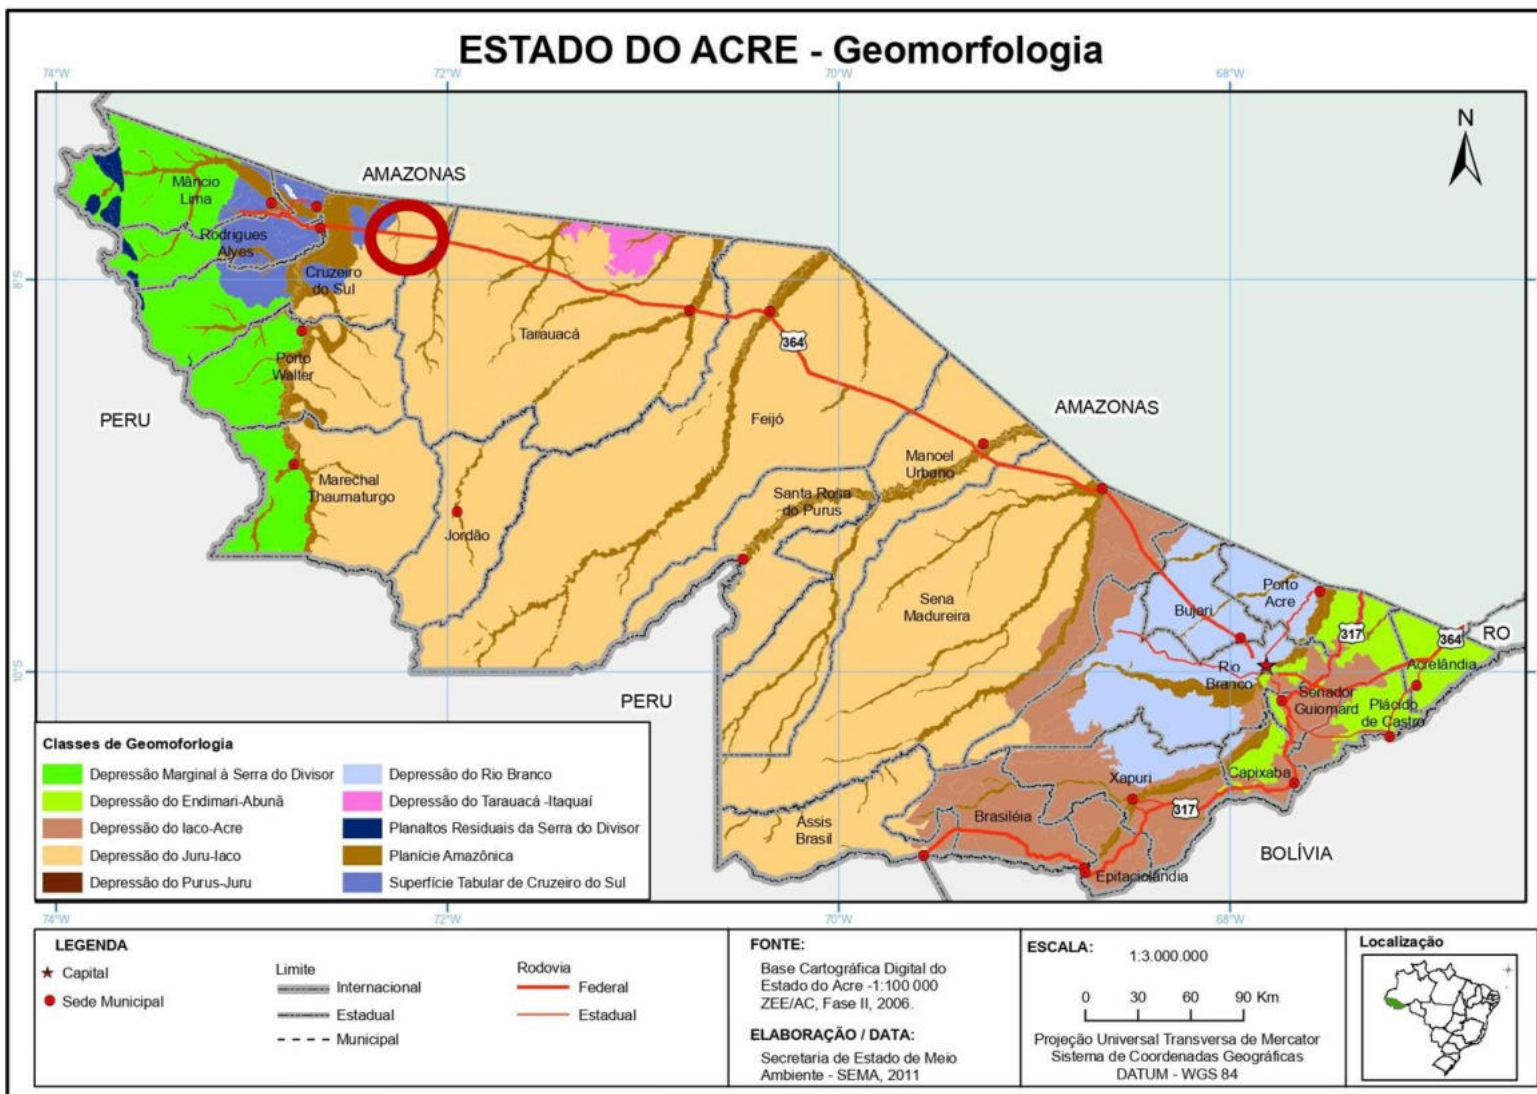 ESTADO DO ACRE - Geomorfologia
74°W
72°W
70°W
68°W
N
AMAZONAS
Mâncio
Lima
Rodrigues
Alves
Cruzeiro
do Sul
8°S
Tarauacá
364
Porto
Walter
PERU
Feijó
AMAZONAS
Manoel
Urbano
Marechal
Thaumaturgo
Santa Rosa
do Purus
Jordão
Sena
Madureira
Porto
Acre
Bujari
317
364
RO
10°S
Rio
Branco
Acrelândia
PERU
Senador
Guiomard
Plácido
de Castro
Xapuri
Capixaba
317
Assis
Brasil
Brasiléia
BOLÍVIA
Epitaciolândia
Classes de Geomoforlogia
Depressão Marginal à Serra do Divisor
Depressão do Endimari-Abunã
Depressão do Iaco-Acre
Depressão do Juru-Iaco
Depressão do Purus-Juru
Depressão do Rio Branco
Depressão do Tarauacá -Itaquaí
Planaltos Residuais da Serra do Divisor
Planície Amazônica
Superfície Tabular de Cruzeiro do Sul
74°W
72°W
70°W
68°W
LEGENDA
Capital
Sede Municipal
Limite
Internacional
Estadual
Municipal
Rodovia
Federal
Estadual
FONTE:
Base Cartográfica Digital do
Estado do Acre -1:100 000
ZEE/AC, Fase II, 2006.
ELABORAÇÃO / DATA:
Secretaria de Estado de Meio
Ambiente - SEMA, 2011
ESCALA:
1:3.000.000
0 30 60 90 Km
Projeção Universal Transversa de Mercator
Sistema de Coordenadas Geográficas
DATUM - WGS 84
Localização